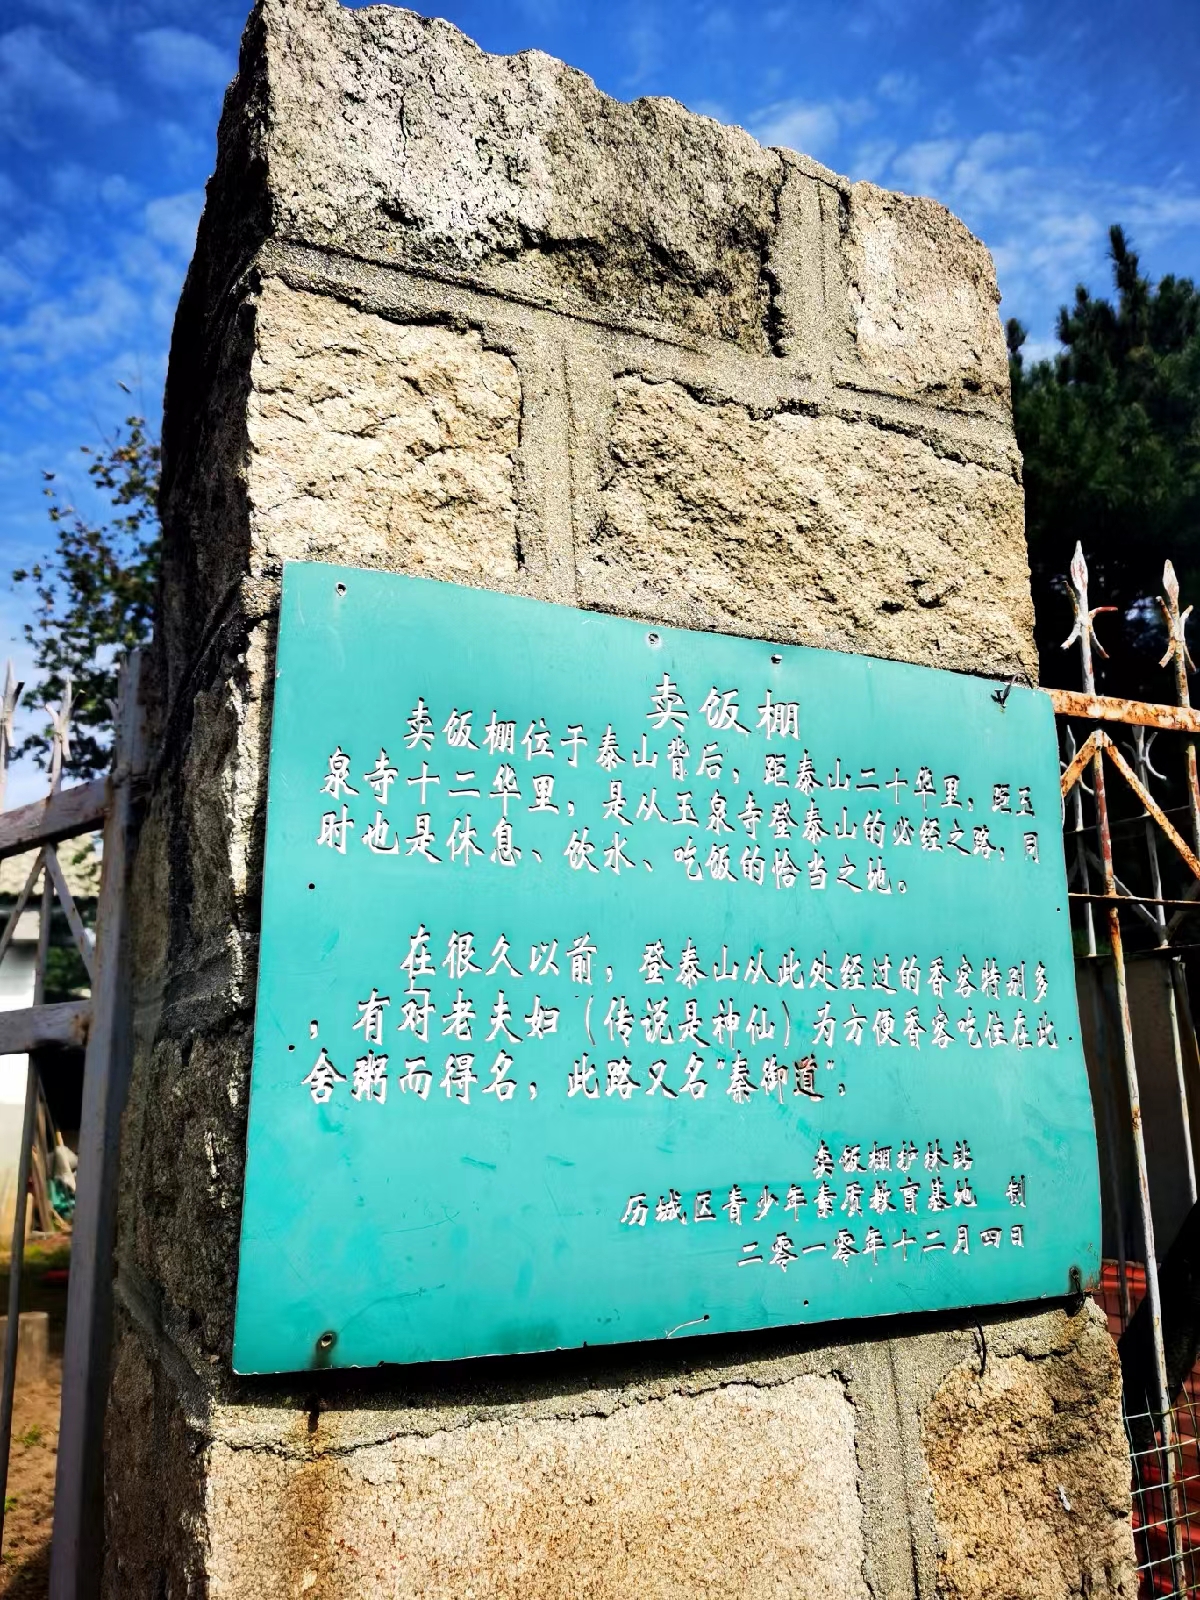 卖饭棚
卖饭棚位于泰山背后，距泰山二十华里，距玉
泉寺十二华里，是从玉泉寺登泰山的必经之路；同
时也是休息、饮水、吃饭的恰当之地。
在很久以前，登泰山从此处经过的香客特别多
，有对老夫妇（传说是神仙）为方便香客吃住在此
舍粥而得名，此路又名"秦御道"。
卖饭棚护林站
历城区青少年素质教育基地 制
二零一零年十二月四日